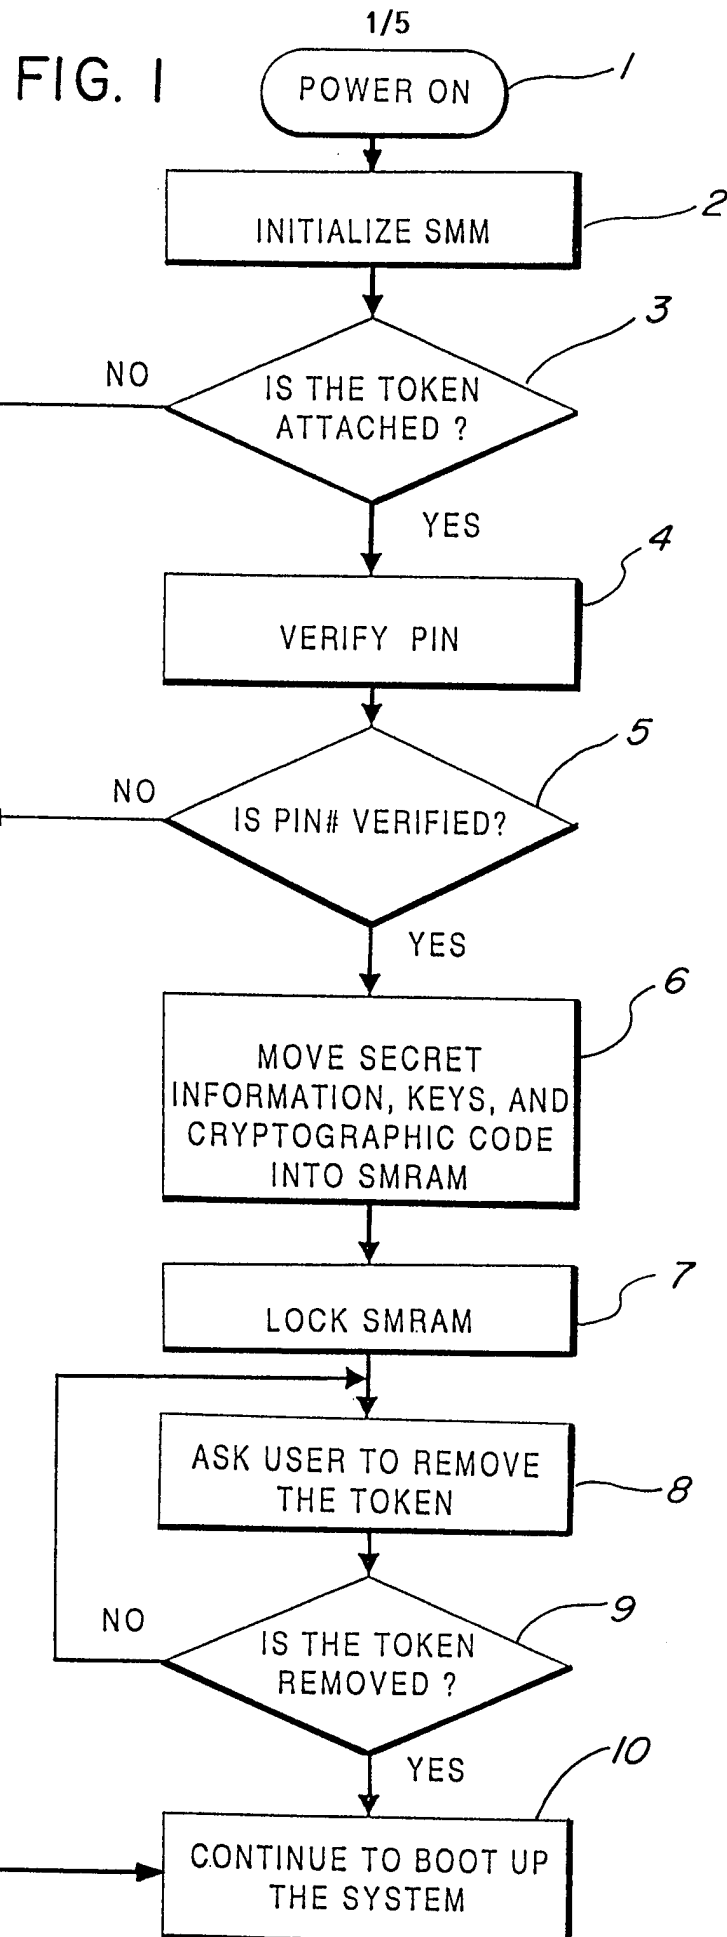 1/5
FIG. 1
POWER ON
1
INITIALIZE SMM
2
3
NO
IS THE TOKEN
ATTACHED ?
YES
4
VERIFY PIN
5
NO
IS PIN# VERIFIED?
YES
6
MOVE SECRET
INFORMATION, KEYS, AND
CRYPTOGRAPHIC CODE
INTO SMRAM
7
LOCK SMRAM
ASK USER TO REMOVE
THE TOKEN
8
9
NO
IS THE TOKEN
REMOVED ?
YES
10
CONTINUE TO BOOT UP
THE SYSTEM